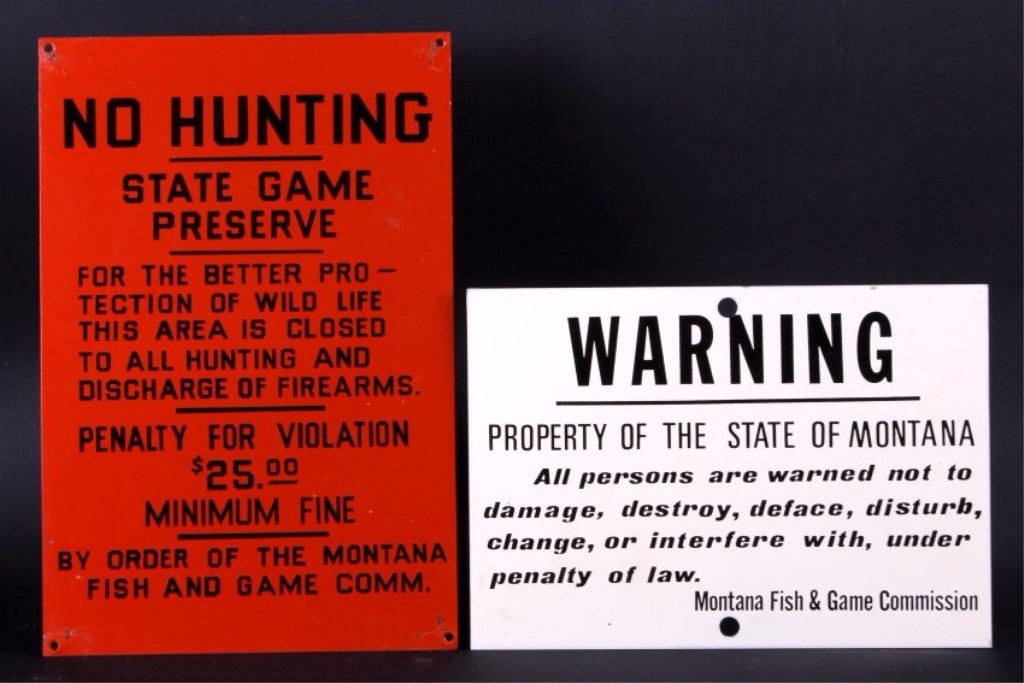 NO HUNTING
STATE GAME
PRESERVE
FOR THE BETTER PRO-
TECTION OF WILD LIFE
THIS AREA IS CLOSED
TO ALL HUNTING AND
DISCHARGE OF FIREARMS.
PENALTY FOR VIOLATION
$25.00
MINIMUM FINE
BY ORDER OF THE MONTANA
FISH AND GAME COMM.
WARNING
PROPERTY OF THE STATE OF MONTANA
All persons are warned not to
damage, destroy, deface, disturb,
change, or interfere with, under
penalty of law.
Montana Fish & Game Commission